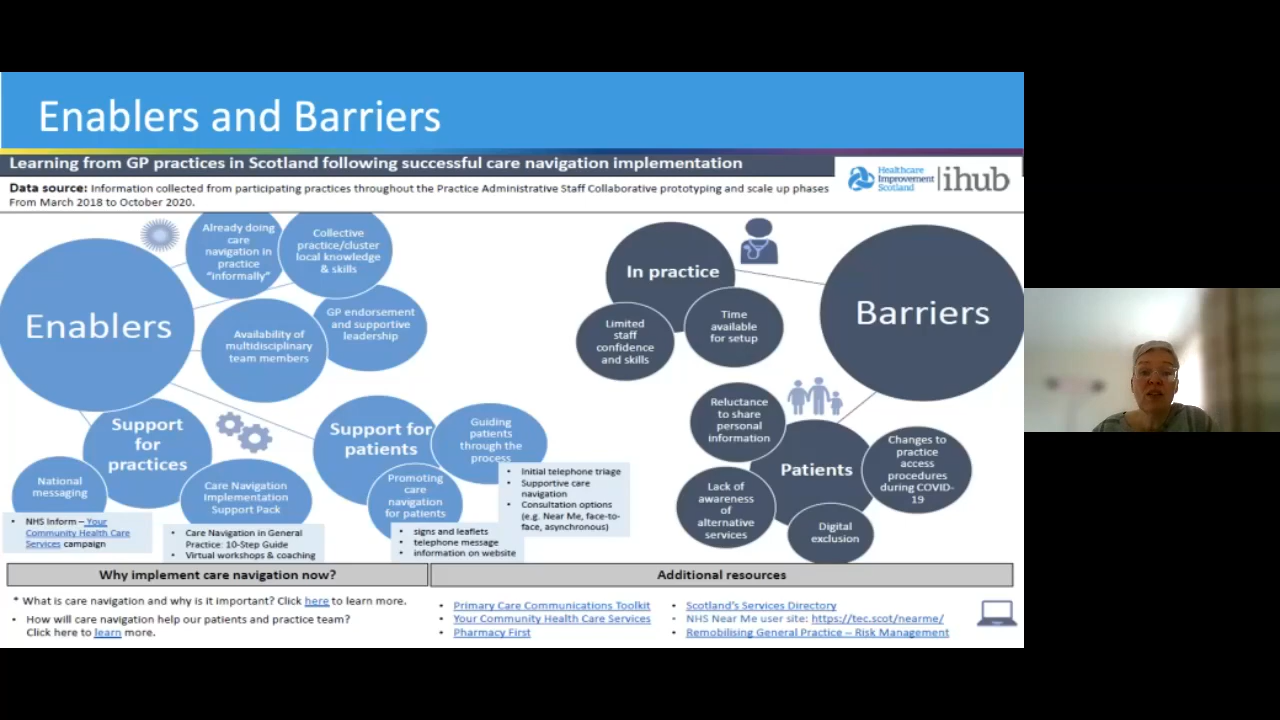 Enablers and Barriers
Learning from GP practices in Scotland following successful care navigation implementation
Data source: Information collected from participating practices throughout the Practice Administrative Staff Collaborative prototyping and scale up phases
From March 2018 to October 2020.
Healthcare
Improvement
Scotland
ihub
Enablers
Already doing
care
navigation in
practice
“informally”
Collective
practice/cluster
local knowledge
& skills
Availability of
multidisciplinary
team members
GP endorsement
and supportive
leadership
Support
for
practices
National
messaging
• NHS Inform – Your
Community Health Care
Services campaign
Care Navigation
Implementation
Support Pack
• Care Navigation in General
Practice: 10-Step Guide
• Virtual workshops & coaching
Support for
patients
Promoting
care
navigation
for patients
• signs and leaflets
• telephone message
• information on website
Guiding
patients
through the
process
• Initial telephone triage
• Supportive care
navigation
• Consultation options
(e.g. Near Me, face-to-
face, asynchronous)
Barriers
In practice
Limited
staff
confidence
and skills
Time
available
for setup
Patients
Reluctance
to share
personal
information
Lack of
awareness
of
alternative
services
Digital
exclusion
Changes to
practice
access
procedures
during COVID-
19
Why implement care navigation now?
* What is care navigation and why is it important? Click here to learn more.
• How will care navigation help our patients and practice team?
Click here to learn more.
Additional resources
• Primary Care Communications Toolkit
• Your Community Health Care Services
• Pharmacy First
• Scotland’s Services Directory
• NHS Near Me user site: https://tec.scot/nearme/
• Remobilising General Practice – Risk Management